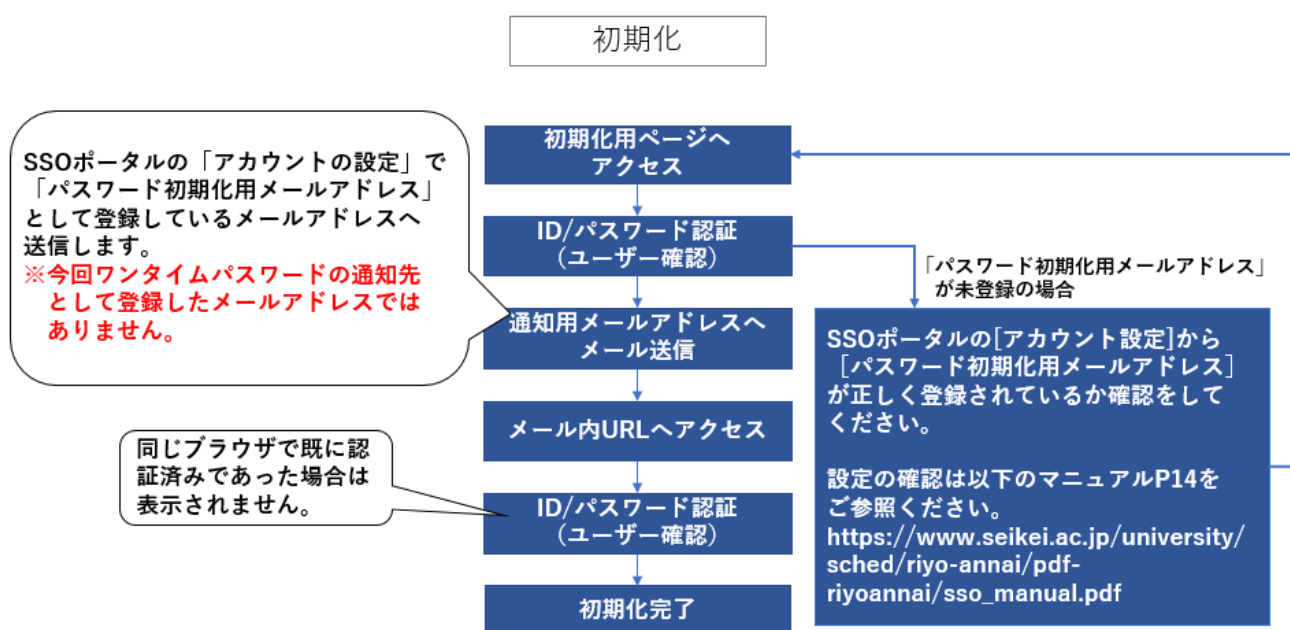 初期化
初期化用ページへ
アクセス
SSOポータルの「アカウントの設定」で
「パスワード初期化用メールアドレス」
として登録しているメールアドレスへ
送信します。
※今回ワンタイムパスワードの通知先
として登録したメールアドレスでは
ありません。
ID/パスワード認証
（ユーザー確認）
「パスワード初期化用メールアドレス」
が未登録の場合
通知用メールアドレスへ
メール送信
SSOポータルの[アカウント設定]から
［パスワード初期化用メールアドレス］
が正しく登録されているか確認をして
ください。
設定の確認は以下のマニュアルP14を
ご参照ください。
https://www.seikei.ac.jp/university/
sched/riyo-annai/pdf-
riyoannai/sso_manual.pdf
メール内URLへアクセス
同じブラウザで既に認
証済みであった場合は
表示されません。
ID/パスワード認証
（ユーザー確認）
初期化完了